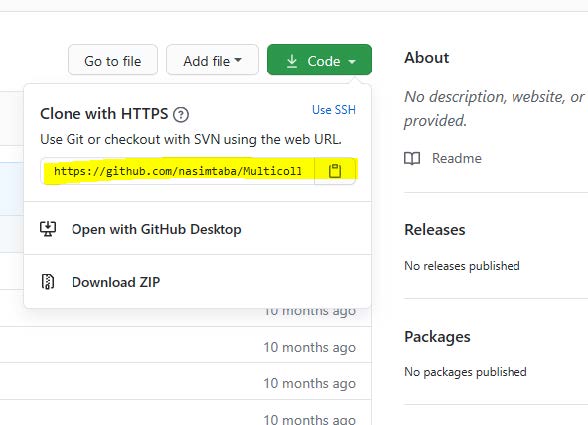 Go to file
Add file
Code
Clone with HTTPS
Use SSH
Use Git or checkout with SVN using the web URL.
https://github.com/nasimtaba/Multicoll
Open with GitHub Desktop
Download ZIP
10 months ago
10 months ago
10 months ago
10 months ago
About
No description, website, or
provided.
Readme
Releases
No releases published
Packages
No packages published